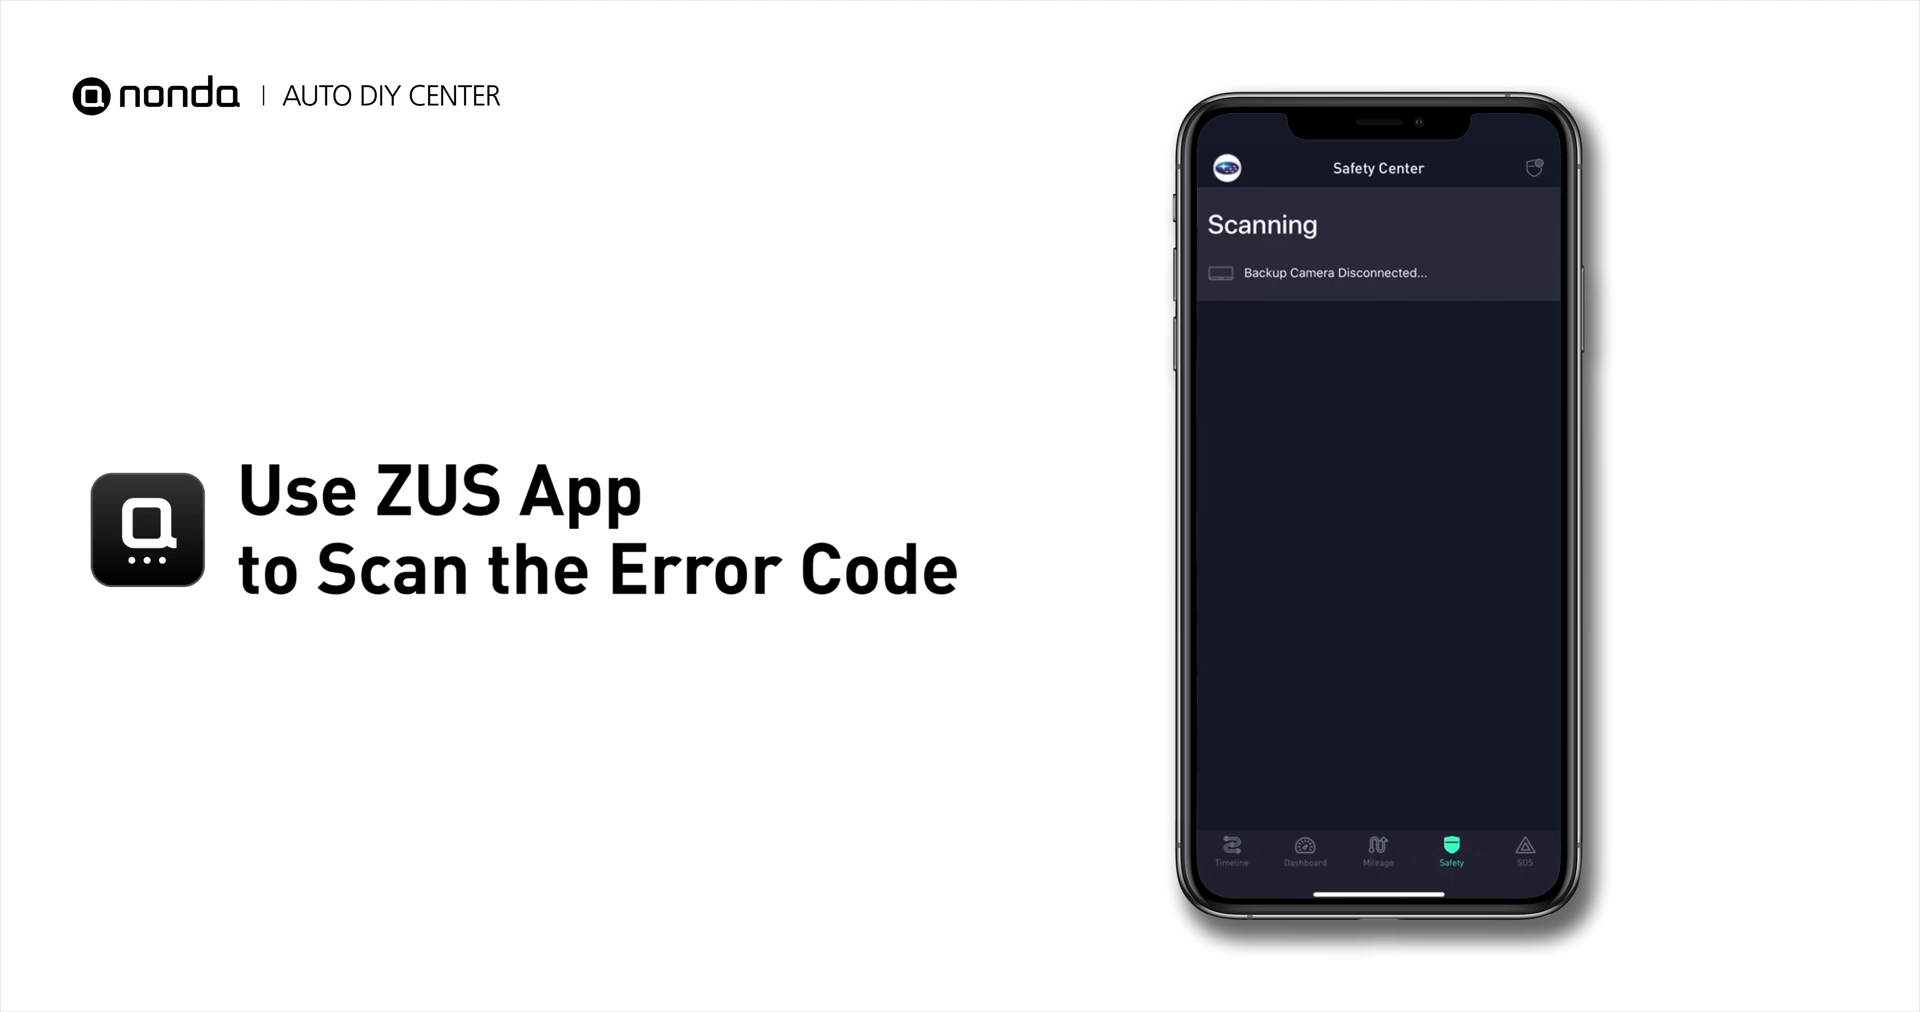 nonda | AUTO DIY CENTER
Use ZUS App
to Scan the Error Code
Safety Center
Scanning
Backup Camera Disconnected...
Timeline
Dashboard
Mileage
Safety
SOS